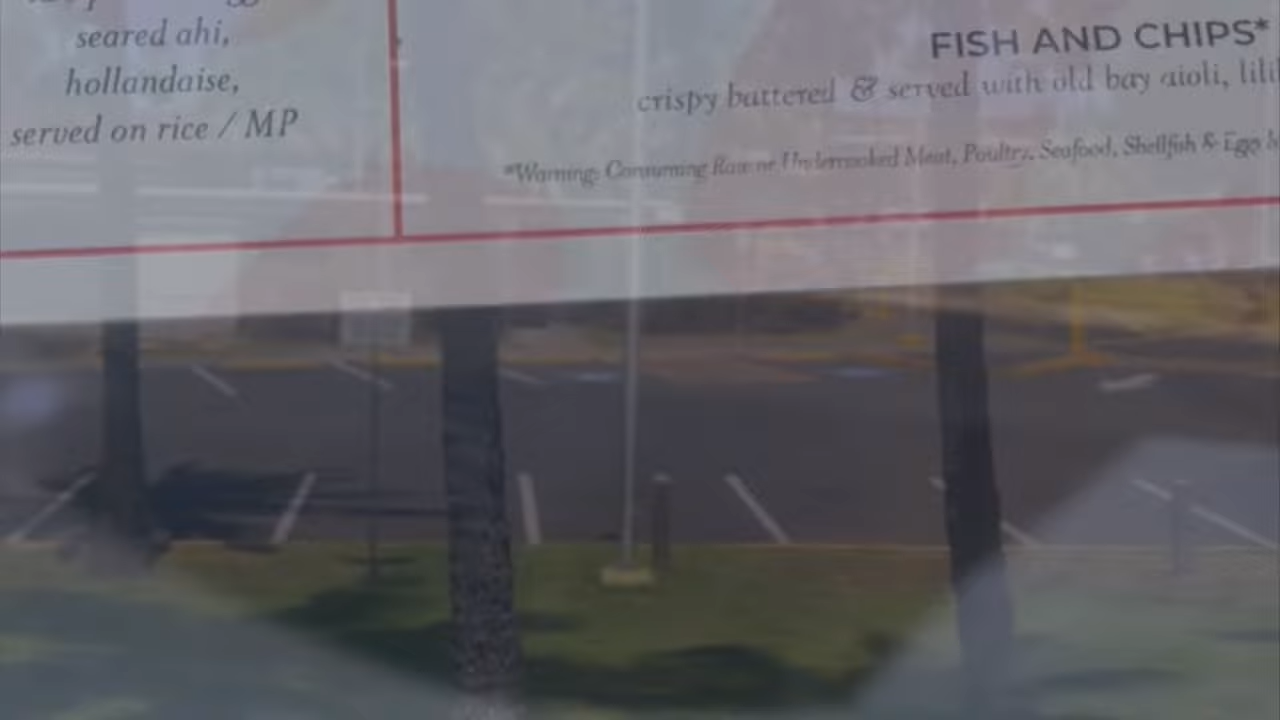 seared ahi,
hollandaise,
served on rice / MP
FISH AND CHIPS*
crispy battered & served with old bay aioli,
*Warning: Consuming Raw or Undercooked Meat, Poultry, Seafood, Shellfish & Eggs